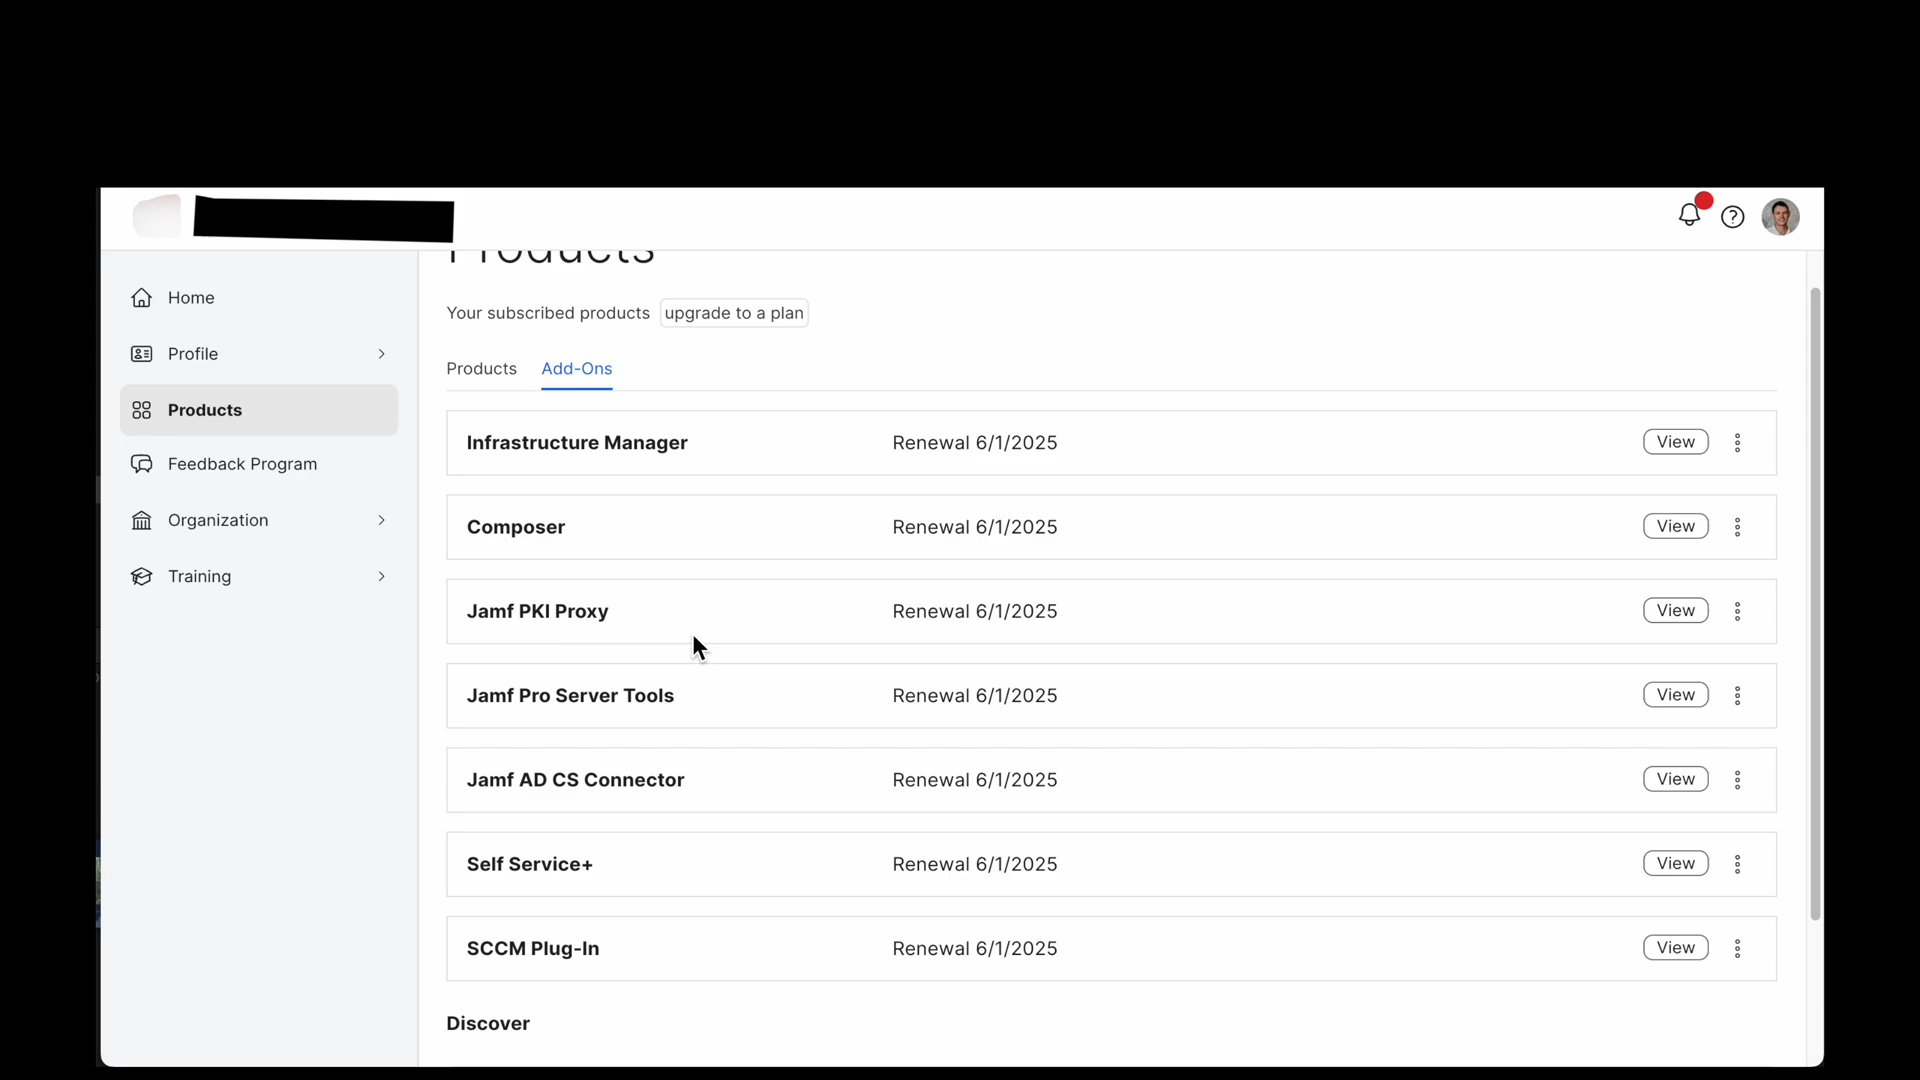 Products
Home
Profile
Products
Feedback Program
Organization
Training
Your subscribed products upgrade to a plan
Products Add-Ons
Infrastructure Manager Renewal 6/1/2025 View
Composer Renewal 6/1/2025 View
Jamf PKI Proxy Renewal 6/1/2025 View
Jamf Pro Server Tools Renewal 6/1/2025 View
Jamf AD CS Connector Renewal 6/1/2025 View
Self Service+ Renewal 6/1/2025 View
SCCM Plug-In Renewal 6/1/2025 View
Discover